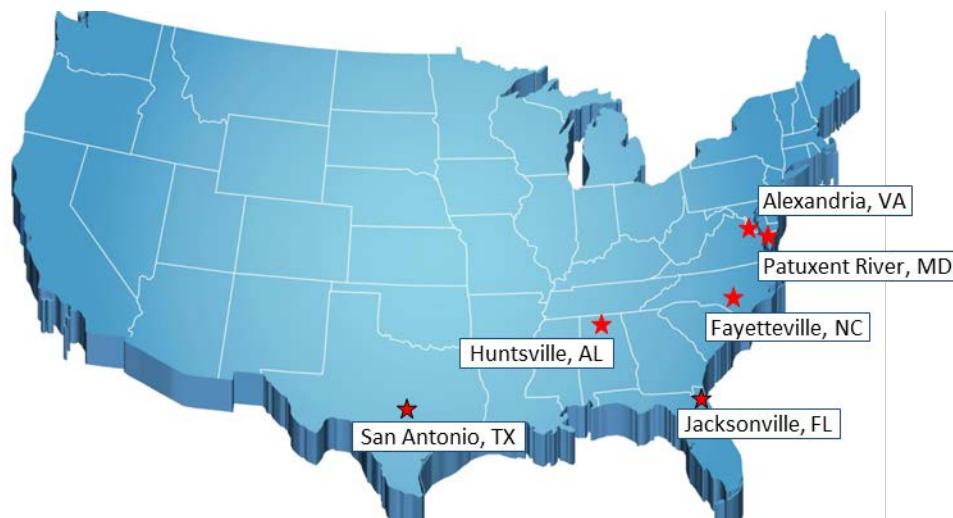 Alexandria, VA
Patuxent River, MD
Fayetteville, NC
Huntsville, AL
Jacksonville, FL
San Antonio, TX